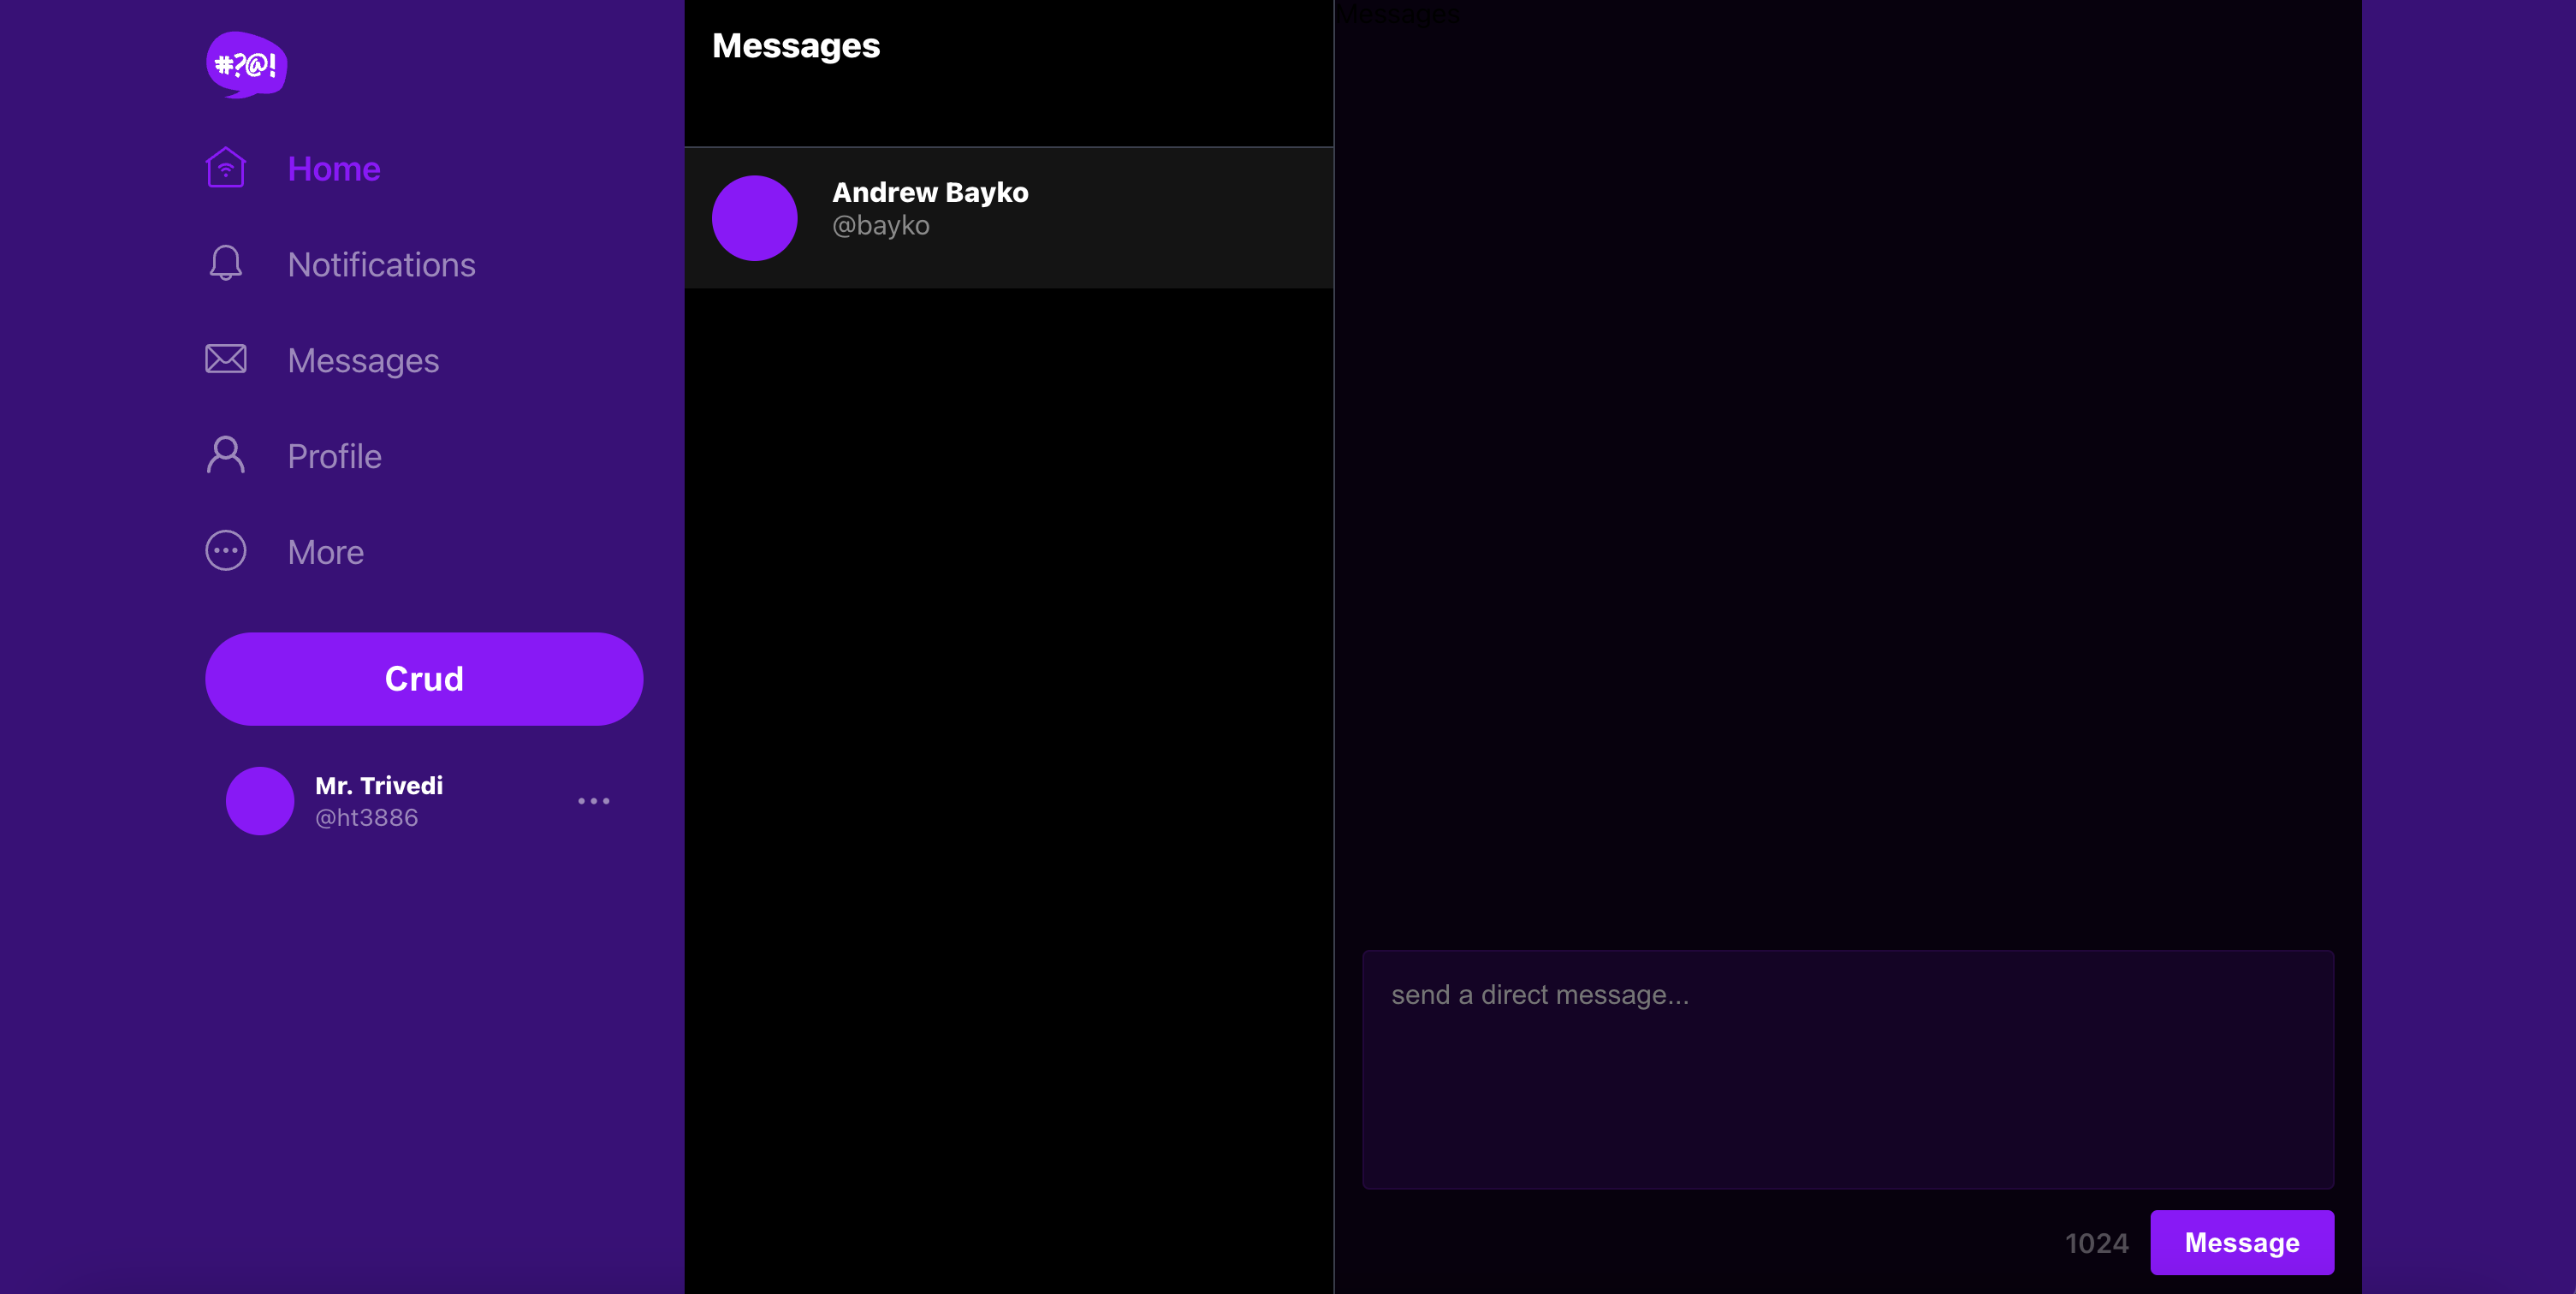 #?@!
Home
Notifications
Messages
Profile
More
Crud
Mr. Trivedi
@ht3886
Messages
Andrew Bayko
@bayko
Messages
send a direct message...
1024
Message